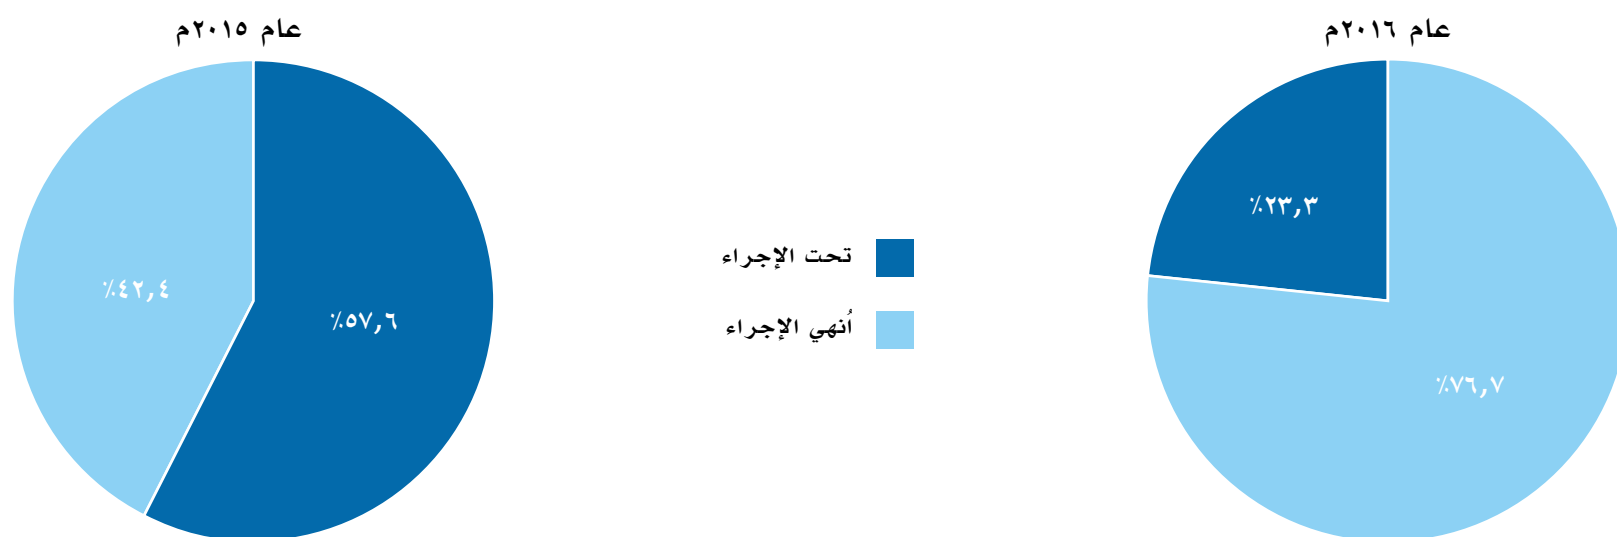 عام ٢٠١٦م
عام ٢٠١٥م
٪٢٣,٣
٪٧٦,٧
تحت الإجراء
أُنهي الإجراء
٪٥٧,٦
٪٤٢,٤